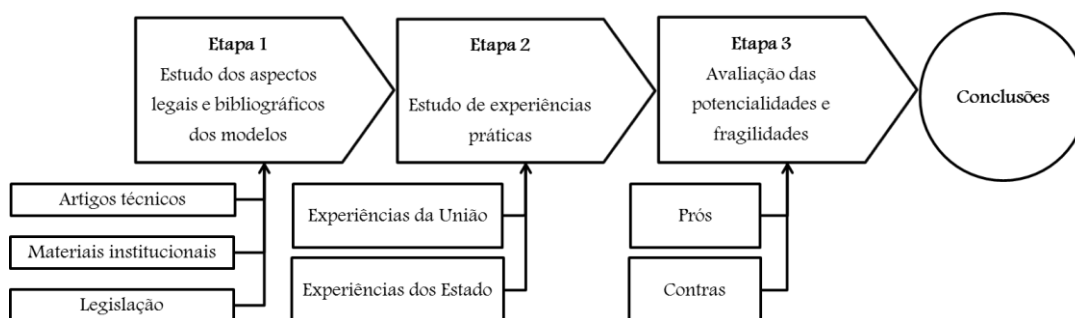 Etapa 1
Estudo dos aspectos
legais e bibliográficos
dos modelos
Etapa 2
Estudo de experiências
práticas
Etapa 3
Avaliação das
potencialidades e
fragilidades
Conclusões
Artigos técnicos
Materiais institucionais
Legislação
Experiências da União
Experiências dos Estado
Prós
Contras